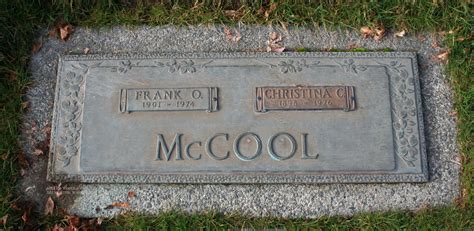 FRANK O.
1901 - 1974
CHRISTINA C.
McCOOL